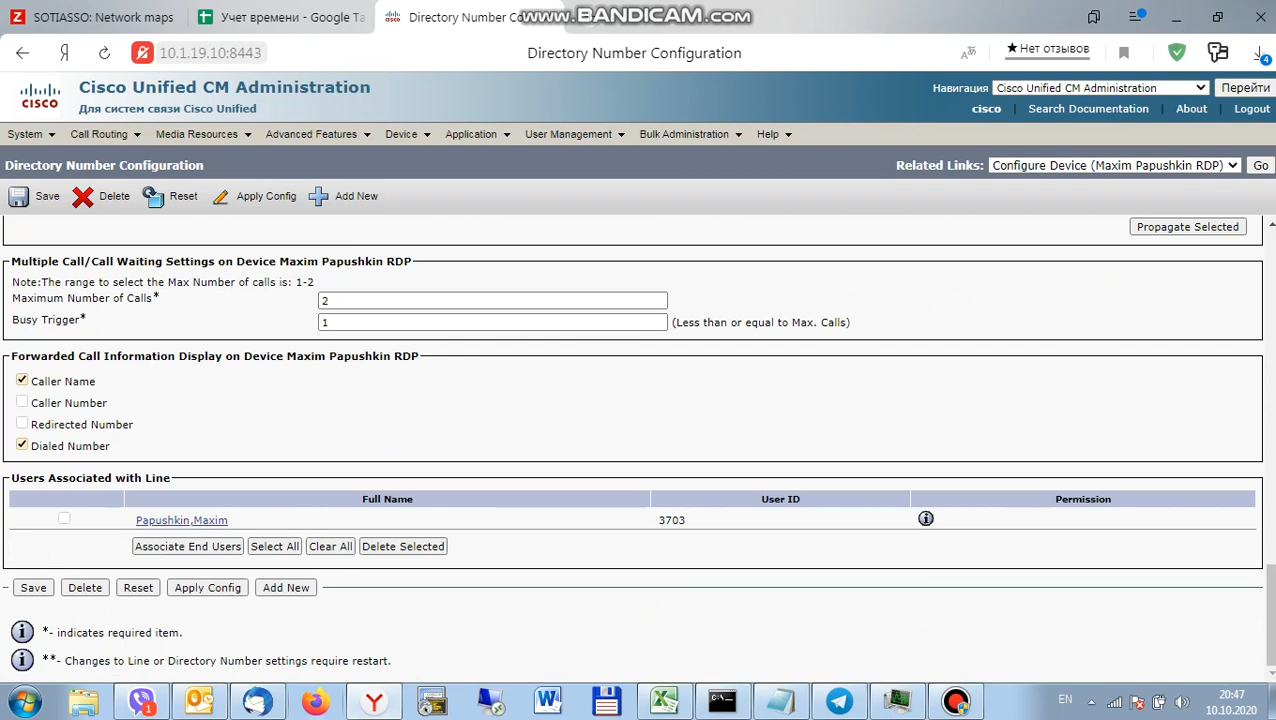 SOTIASSO: Network maps
Учет времени - Google Та
Directory Number Co
www.BANDICAM.com
10.1.19.10:8443
Directory Number Configuration
Нет отзывов
4
cisco
Cisco Unified CM Administration
Для систем связи Cisco Unified
Навигация Cisco Unified CM Administration Перейти
cisco Search Documentation About Logout
System Call Routing Media Resources Advanced Features Device Application User Management Bulk Administration Help
Directory Number Configuration
Related Links: Configure Device (Maxim Papushkin RDP) Go
Save Delete Reset Apply Config Add New
Propagate Selected
Multiple Call/Call Waiting Settings on Device Maxim Papushkin RDP
Note:The range to select the Max Number of calls is: 1-2
Maximum Number of Calls* 2
Busy Trigger* 1 (Less than or equal to Max. Calls)
Forwarded Call Information Display on Device Maxim Papushkin RDP
Caller Name
Caller Number
Redirected Number
Dialed Number
Users Associated with Line
Full Name User ID Permission
Papushkin,Maxim 3703
Associate End Users Select All Clear All Delete Selected
Save Delete Reset Apply Config Add New
*- indicates required item.
**- Changes to Line or Directory Number settings require restart.
1
EN
20:47
10.10.2020